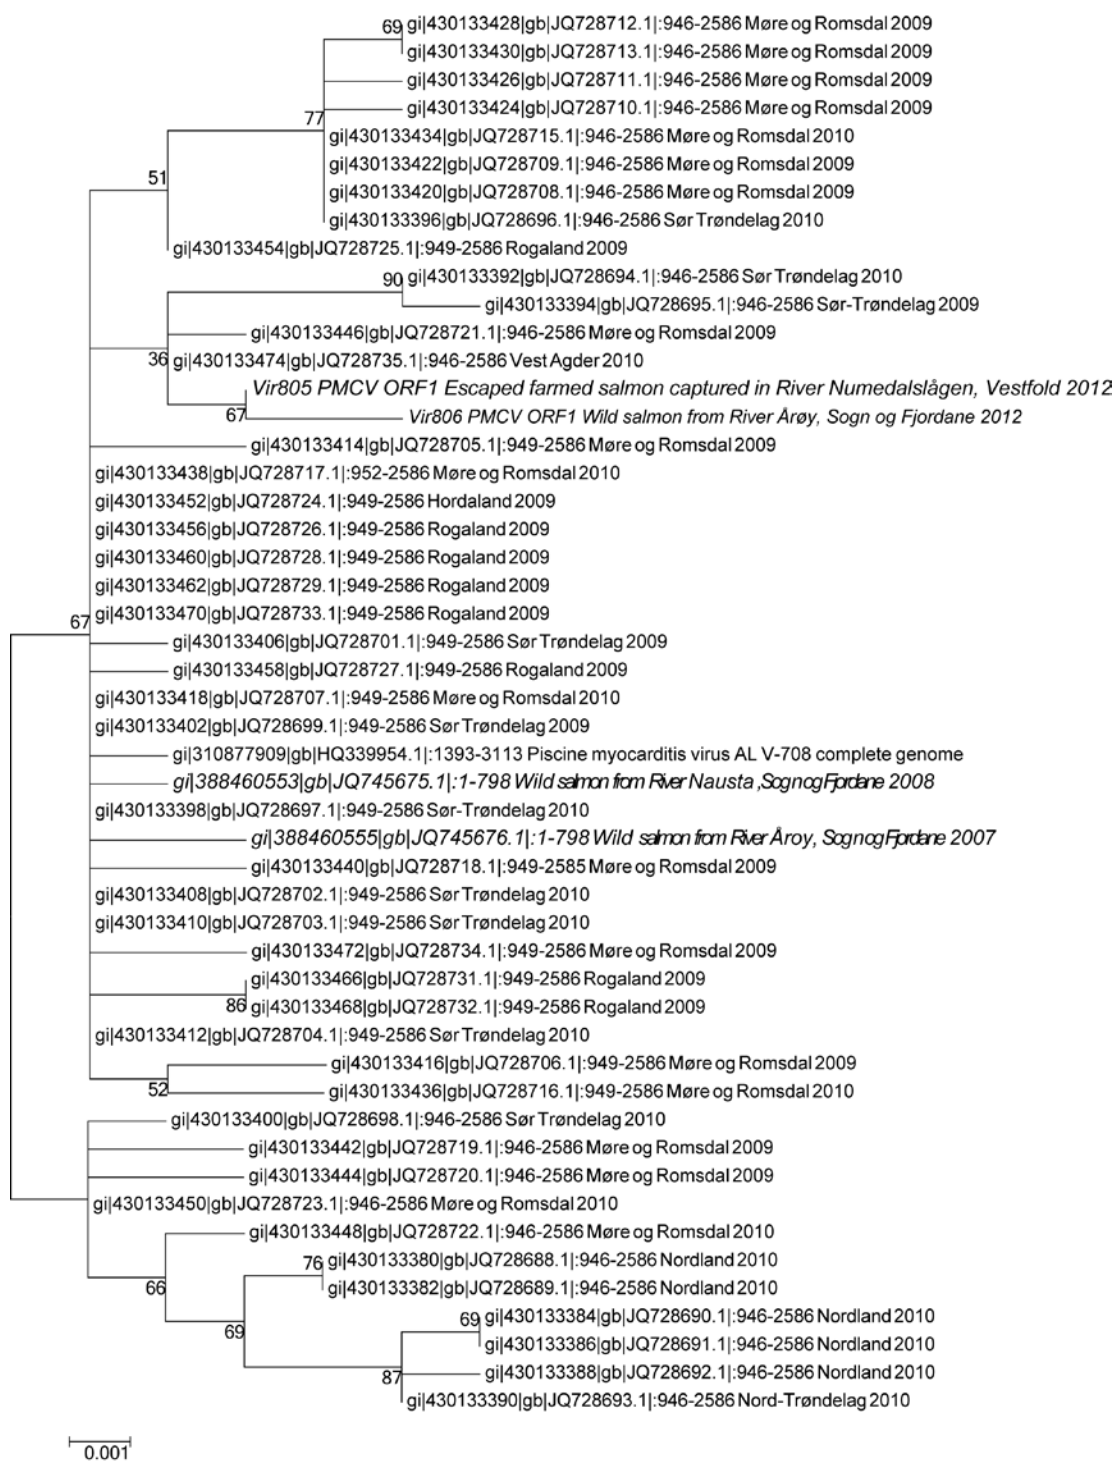 69
gi|430133428|gb|JQ728712.1|:946-2586 Møre og Romsdal 2009
gi|430133430|gb|JQ728713.1|:946-2586 Møre og Romsdal 2009
gi|430133426|gb|JQ728711.1|:946-2586 Møre og Romsdal 2009
gi|430133424|gb|JQ728710.1|:946-2586 Møre og Romsdal 2009
77
gi|430133434|gb|JQ728715.1|:946-2586 Møre og Romsdal 2010
gi|430133422|gb|JQ728709.1|:946-2586 Møre og Romsdal 2009
51
gi|430133420|gb|JQ728708.1|:946-2586 Møre og Romsdal 2009
gi|430133396|gb|JQ728696.1|:946-2586 Sør Trøndelag 2010
gi|430133454|gb|JQ728725.1|:949-2586 Rogaland 2009
90
gi|430133392|gb|JQ728694.1|:946-2586 Sør Trøndelag 2010
gi|430133394|gb|JQ728695.1|:946-2586 Sør-Trøndelag 2009
gi|430133446|gb|JQ728721.1|:946-2586 Møre og Romsdal 2009
36
gi|430133474|gb|JQ728735.1|:946-2586 Vest Agder 2010
Vir805 PMCV ORF1 Escaped farmed salmon captured in River Numedalslågen, Vestfold 2012
67
Vir806 PMCV ORF1 Wild salmon from River Årøy, Sogn og Fjordane 2012
gi|430133414|gb|JQ728705.1|:949-2586 Møre og Romsdal 2009
gi|430133438|gb|JQ728717.1|:952-2586 Møre og Romsdal 2010
gi|430133452|gb|JQ728724.1|:949-2586 Hordaland 2009
gi|430133456|gb|JQ728726.1|:949-2586 Rogaland 2009
gi|430133460|gb|JQ728728.1|:949-2586 Rogaland 2009
gi|430133462|gb|JQ728729.1|:949-2586 Rogaland 2009
gi|430133470|gb|JQ728733.1|:949-2586 Rogaland 2009
67
gi|430133406|gb|JQ728701.1|:949-2586 Sør Trøndelag 2009
gi|430133458|gb|JQ728727.1|:949-2586 Rogaland 2009
gi|430133418|gb|JQ728707.1|:949-2586 Møre og Romsdal 2010
gi|430133402|gb|JQ728699.1|:949-2586 Sør Trøndelag 2009
gi|310877909|gb|HQ339954.1|:1393-3113 Piscine myocarditis virus AL V-708 complete genome
gi|388460553|gb|JQ745675.1|:1-798 Wild salmon from River Nausta ,Sogn og Fjordane 2008
gi|430133398|gb|JQ728697.1|:949-2586 Sør-Trøndelag 2010
gi|388460555|gb|JQ745676.1|:1-798 Wild salmon from River Åroy, Sogn og Fjordane 2007
gi|430133440|gb|JQ728718.1|:949-2585 Møre og Romsdal 2009
gi|430133408|gb|JQ728702.1|:949-2586 Sør Trøndelag 2010
gi|430133410|gb|JQ728703.1|:949-2586 Sør Trøndelag 2010
gi|430133472|gb|JQ728734.1|:949-2586 Møre og Romsdal 2009
gi|430133466|gb|JQ728731.1|:949-2586 Rogaland 2009
86
gi|430133468|gb|JQ728732.1|:949-2586 Rogaland 2009
gi|430133412|gb|JQ728704.1|:949-2586 Sør Trøndelag 2010
gi|430133416|gb|JQ728706.1|:949-2586 Møre og Romsdal 2009
52
gi|430133436|gb|JQ728716.1|:949-2586 Møre og Romsdal 2010
gi|430133400|gb|JQ728698.1|:946-2586 Sør Trøndelag 2010
gi|430133442|gb|JQ728719.1|:946-2586 Møre og Romsdal 2009
gi|430133444|gb|JQ728720.1|:946-2586 Møre og Romsdal 2009
gi|430133450|gb|JQ728723.1|:946-2586 Møre og Romsdal 2010
gi|430133448|gb|JQ728722.1|:946-2586 Møre og Romsdal 2010
76
gi|430133380|gb|JQ728688.1|:946-2586 Nordland 2010
66
gi|430133382|gb|JQ728689.1|:946-2586 Nordland 2010
69
gi|430133384|gb|JQ728690.1|:946-2586 Nordland 2010
69
gi|430133386|gb|JQ728691.1|:946-2586 Nordland 2010
87
gi|430133388|gb|JQ728692.1|:946-2586 Nordland 2010
gi|430133390|gb|JQ728693.1|:946-2586 Nord-Trøndelag 2010
0.001